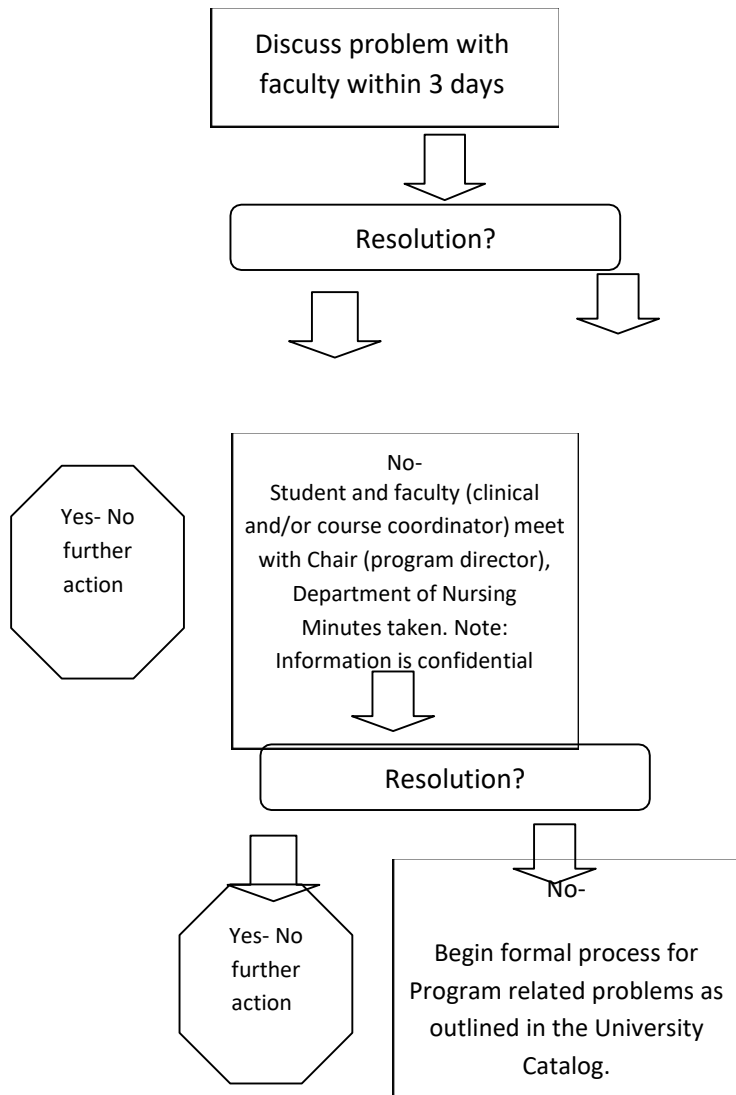 Discuss problem with
faculty within 3 days
Resolution?
Yes- No
further
action
No-
Student and faculty (clinical
and/or course coordinator) meet
with Chair (program director),
Department of Nursing
Minutes taken. Note:
Information is confidential
Resolution?
Yes- No
further
action
No-
Begin formal process for
Program related problems as
outlined in the University
Catalog.